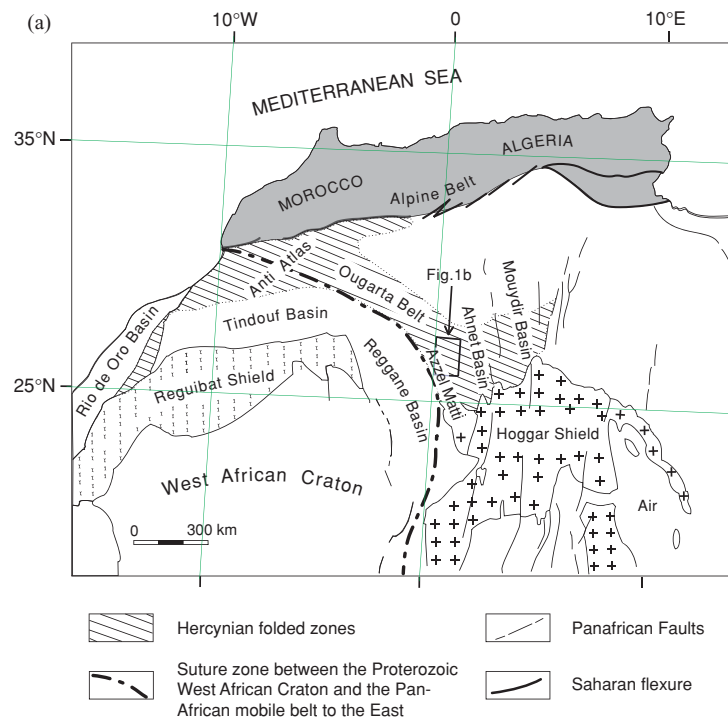 (a)
10°W
0
10°E
MEDITERRANEAN SEA
35°N
ALGERIA
MOROCCO
Alpine Belt
Anti Atlas
Ougarta Belt
Fig.1b
Mouydir Basin
Ahnet Basin
Rio de Oro Basin
Tindouf Basin
Reggane Basin
Azzel Matti
25°N
Reguibat Shield
Hoggar Shield
West African Craton
Air
0 300 km
Hercynian folded zones
Panafrican Faults
Suture zone between the Proterozoic
West African Craton and the Pan-
African mobile belt to the East
Saharan flexure